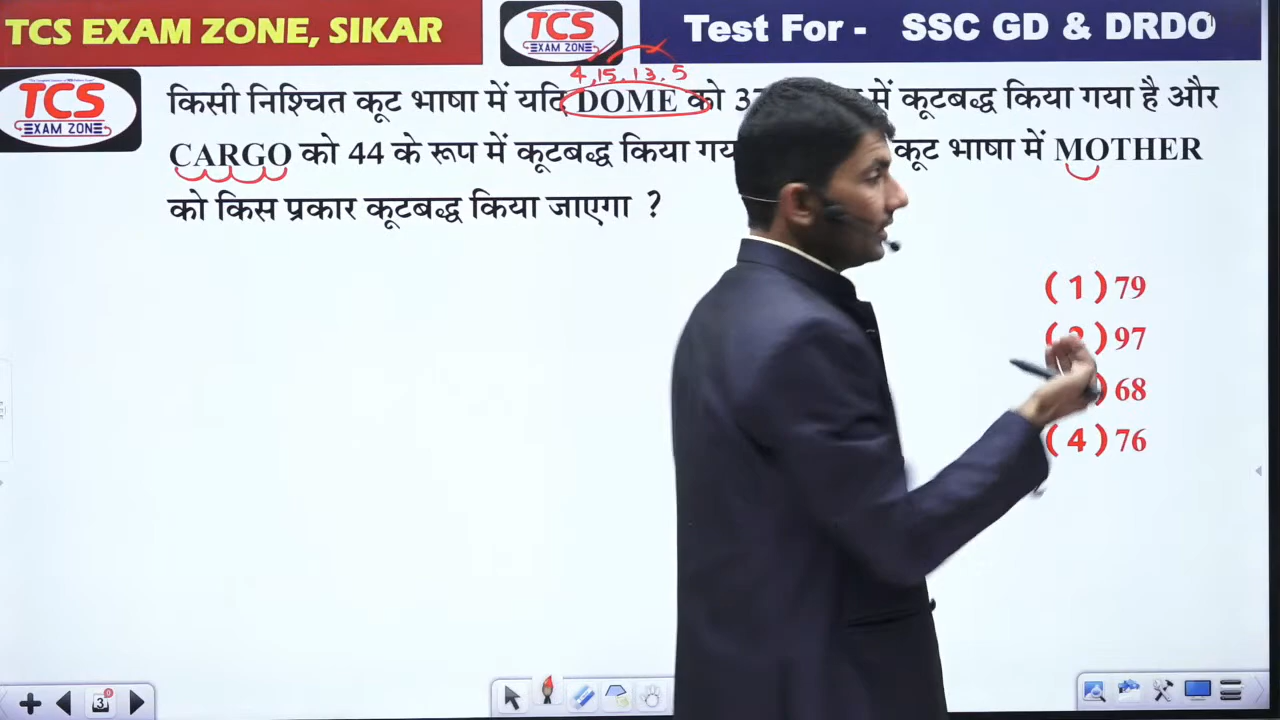 TCS EXAM ZONE, SIKAR
TCS
EXAM ZONE
Test For - SSC GD & DRDO
TCS
EXAM ZONE
4, 15, 13, 5
किसी निश्चित कूट भाषा में यदि DOME को में कूटबद्ध किया गया है और
CARGO को 44 के रूप में कूटबद्ध किया कूट भाषा में MOTHER
को किस प्रकार कूटबद्ध किया जाएगा ?
(1) 79
97
68
(4) 76
3